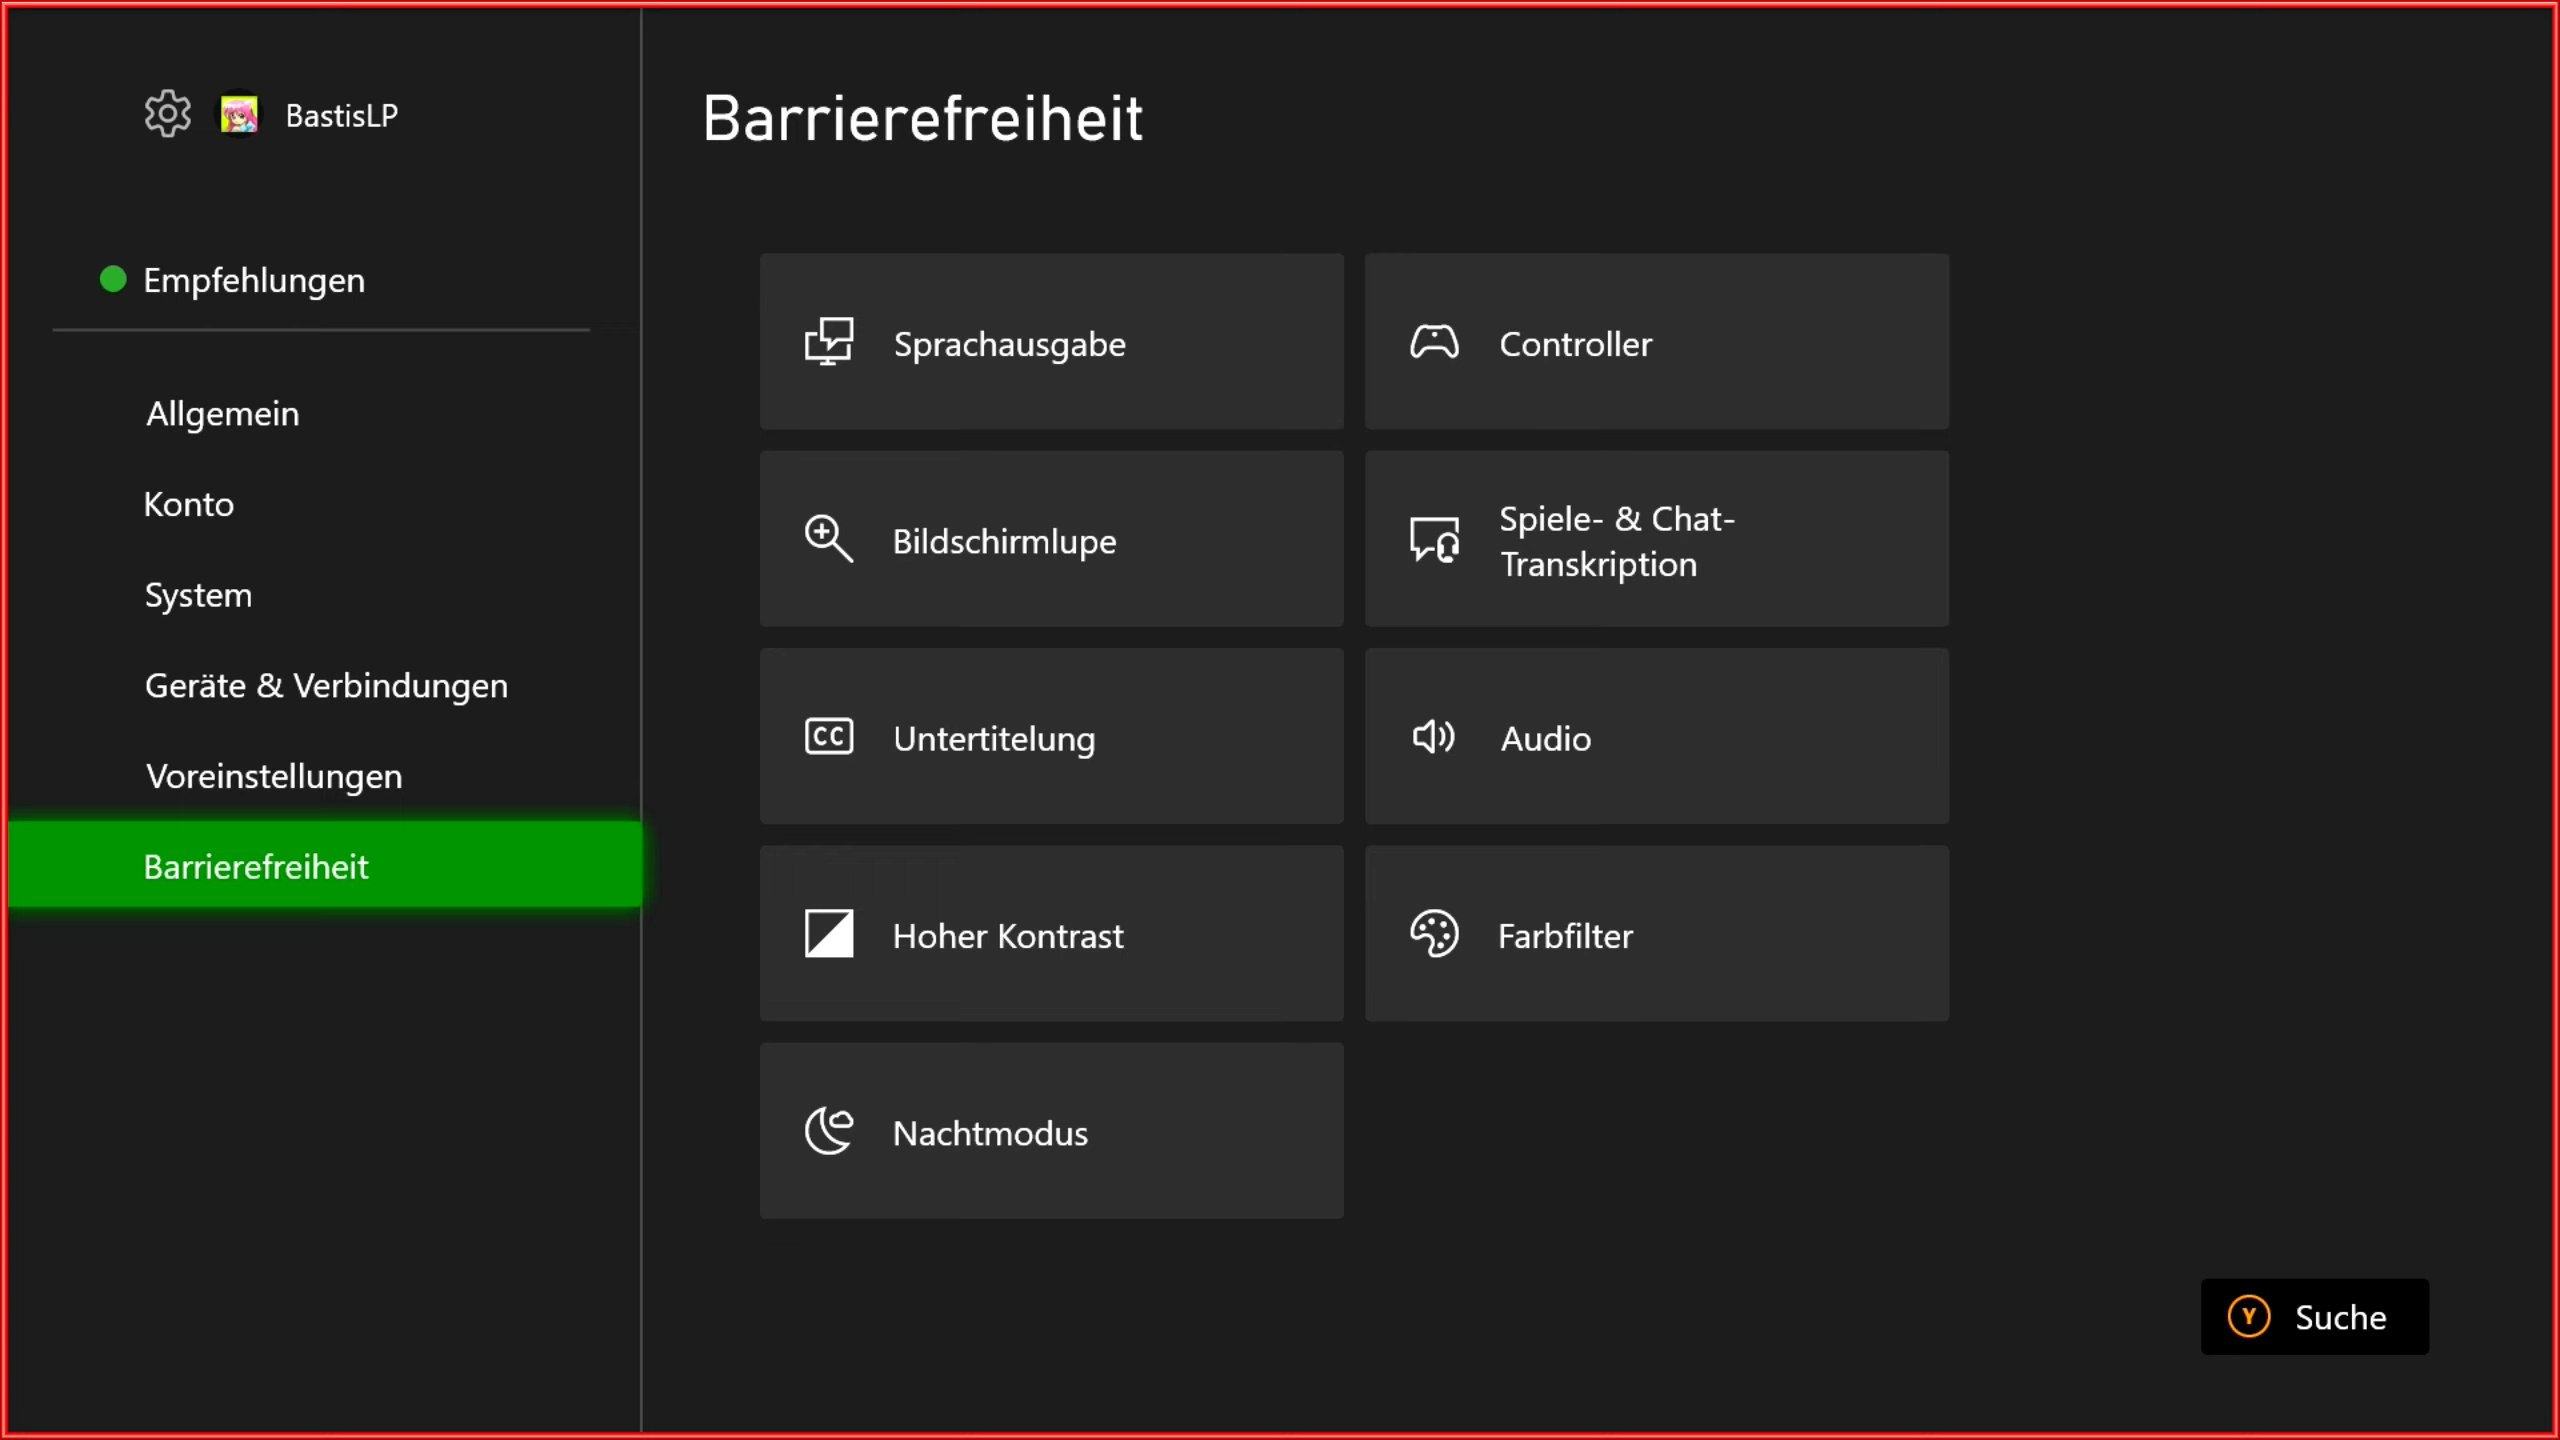 BastisLP
Empfehlungen
Allgemein
Konto
System
Geräte & Verbindungen
Voreinstellungen
Barrierefreiheit
Barrierefreiheit
Sprachausgabe
Controller
Bildschirmlupe
Spiele- & Chat-
Transkription
CC
Untertitelung
Audio
Hoher Kontrast
Farbfilter
Nachtmodus
Y Suche